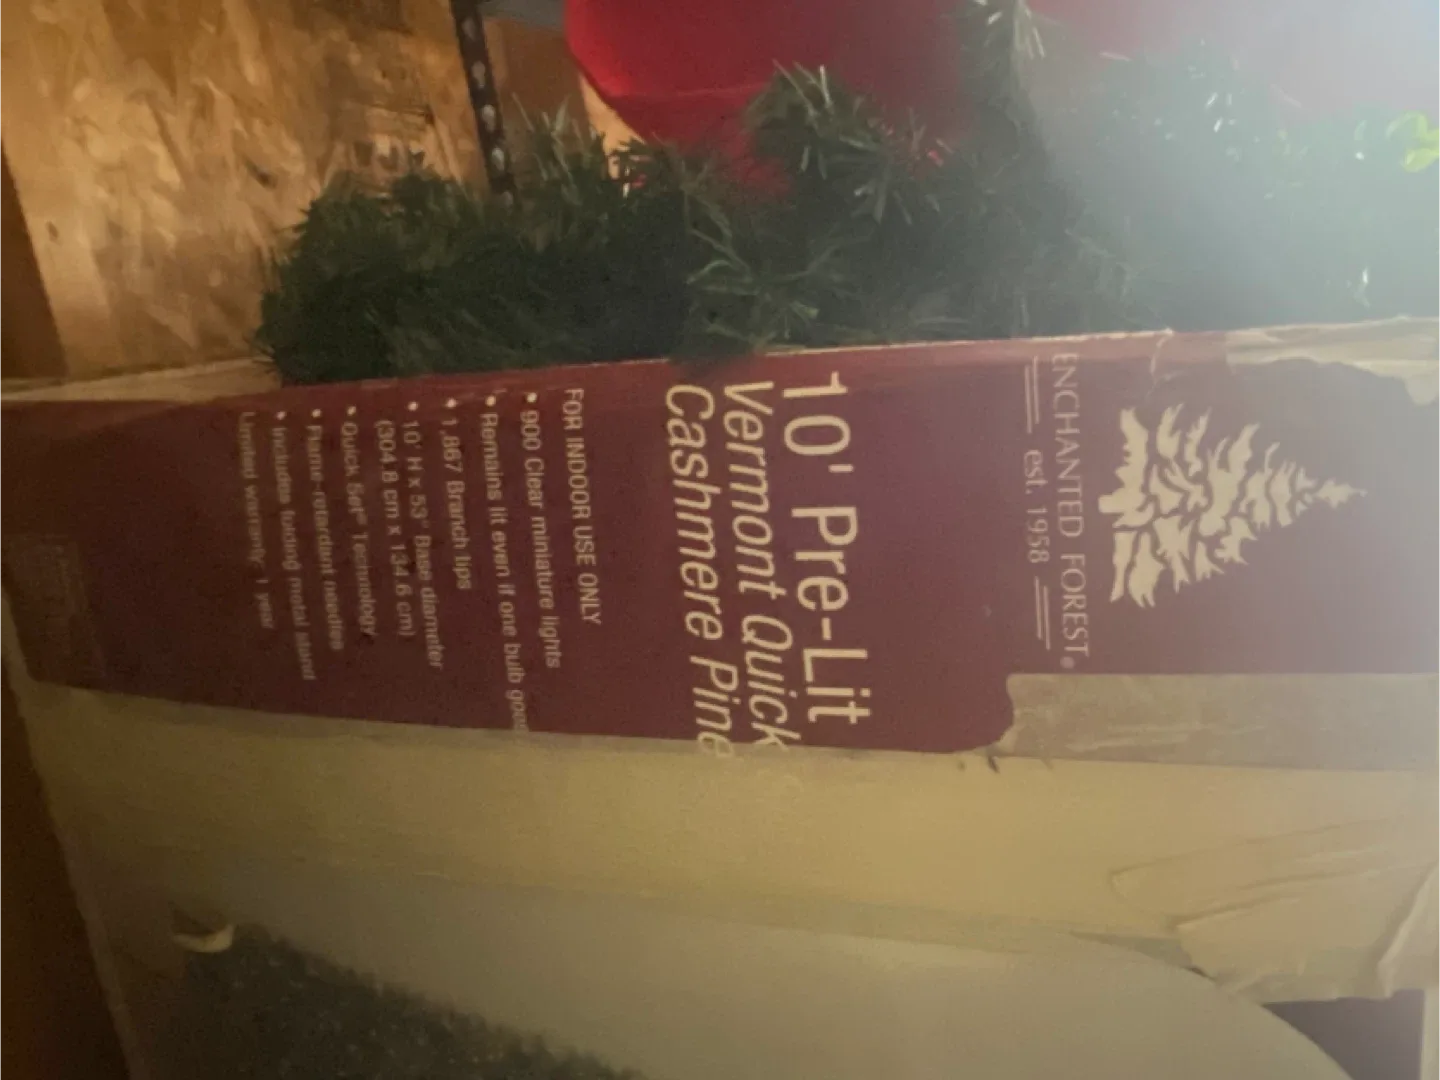 ENCHANTED FOREST®
est. 1958
10' Pre-Lit
Vermont Quick
Cashmere Pine
FOR INDOOR USE ONLY
• 900 Clear miniature lights
• Remains lit even if one bulb goes
• 1,867 Branch tips
• 10' H x 53" Base diameter
(304.8 cm x 134.6 cm)
• Quick Set® Technology
• Flame-retardant needles
• Includes folding metal stand
Limited warranty: 1 year